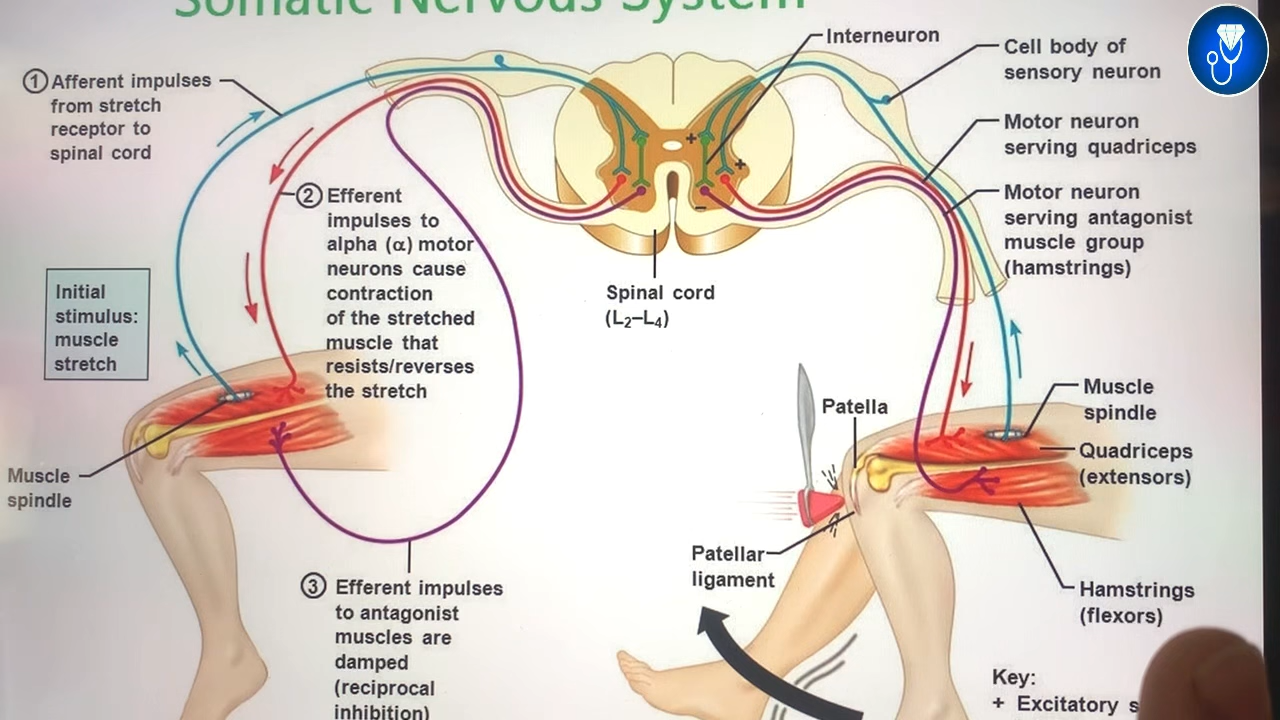 Somatic Nervous System
① Afferent impulses
from stretch
receptor to
spinal cord
Initial
stimulus:
muscle
stretch
Muscle
spindle
② Efferent
impulses to
alpha (α) motor
neurons cause
contraction
of the stretched
muscle that
resists/reverses
the stretch
③ Efferent impulses
to antagonist
muscles are
damped
(reciprocal
inhibition)
Spinal cord
(L₂–L₄)
+
+
–
Interneuron
Cell body of
sensory neuron
Motor neuron
serving quadriceps
Motor neuron
serving antagonist
muscle group
(hamstrings)
Patella
Muscle
spindle
Quadriceps
(extensors)
Patellar
ligament
Hamstrings
(flexors)
Key:
+ Excitatory s